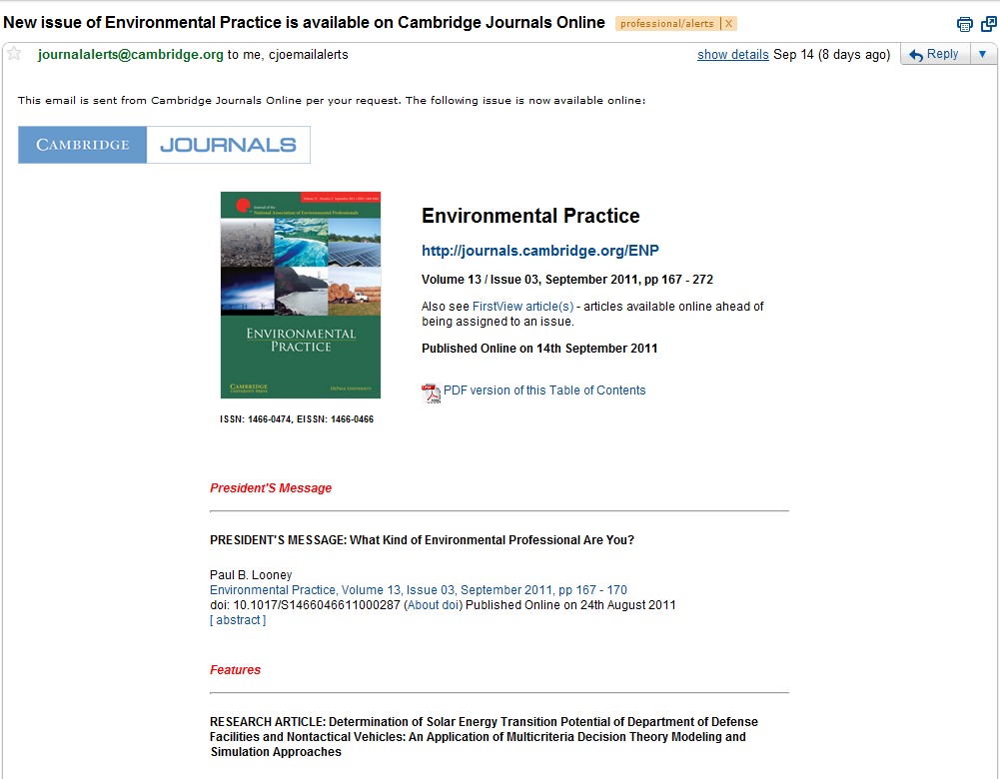 New issue of Environmental Practice is available on Cambridge Journals Online professional/alerts X
journalalerts@cambridge.org to me, cjoemailalerts show details Sep 14 (8 days ago) Reply
This email is sent from Cambridge Journals Online per your request. The following issue is now available online:
CAMBRIDGE JOURNALS
Journal of the
National Association of Environmental Professionals
ENVIRONMENTAL
PRACTICE
CAMBRIDGE
UNIVERSITY PRESS
DEPAUL UNIVERSITY
ISSN: 1466-0474, EISSN: 1466-0466
Environmental Practice
http://journals.cambridge.org/ENP
Volume 13 / Issue 03, September 2011, pp 167 - 272
Also see FirstView article(s) - articles available online ahead of
being assigned to an issue.
Published Online on 14th September 2011
PDF version of this Table of Contents
President'S Message
PRESIDENT'S MESSAGE: What Kind of Environmental Professional Are You?
Paul B. Looney
Environmental Practice, Volume 13, Issue 03, September 2011, pp 167 - 170
doi: 10.1017/S1466046611000287 (About doi) Published Online on 24th August 2011
[ abstract ]
Features
RESEARCH ARTICLE: Determination of Solar Energy Transition Potential of Department of Defense
Facilities and Nontactical Vehicles: An Application of Multicriteria Decision Theory Modeling and
Simulation Approaches